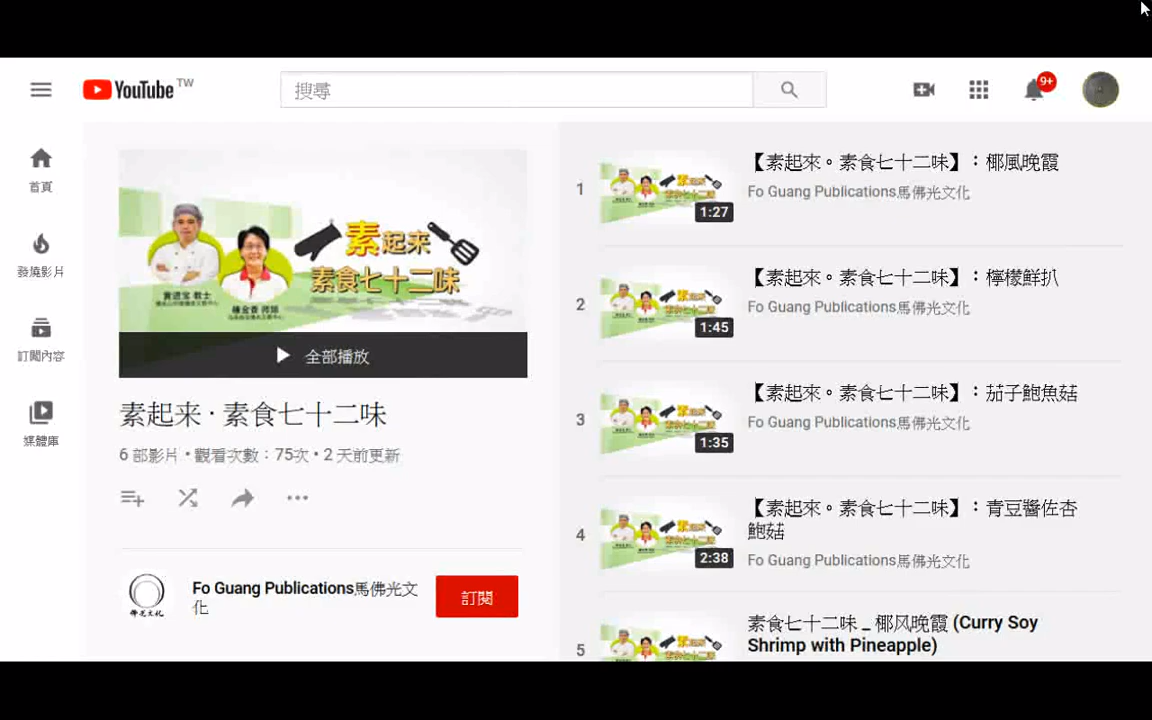 YouTube TW
搜尋
9+
首頁
發燒影片
訂閱內容
媒體庫
素起来
素食七十二味
全部播放
素起来 · 素食七十二味
6 部影片 • 觀看次數：75次 • 2 天前更新
Fo Guang Publications馬佛光文
化
訂閱
1
1:27
【素起來。素食七十二味】：椰風晚霞
Fo Guang Publications馬佛光文化
2
1:45
【素起來。素食七十二味】：檸檬鮮扒
Fo Guang Publications馬佛光文化
3
1:35
【素起來。素食七十二味】：茄子鮑魚菇
Fo Guang Publications馬佛光文化
4
2:38
【素起來。素食七十二味】：青豆醬佐杏
鮑菇
Fo Guang Publications馬佛光文化
5
素食七十二味 _ 椰风晚霞 (Curry Soy
Shrimp with Pineapple)